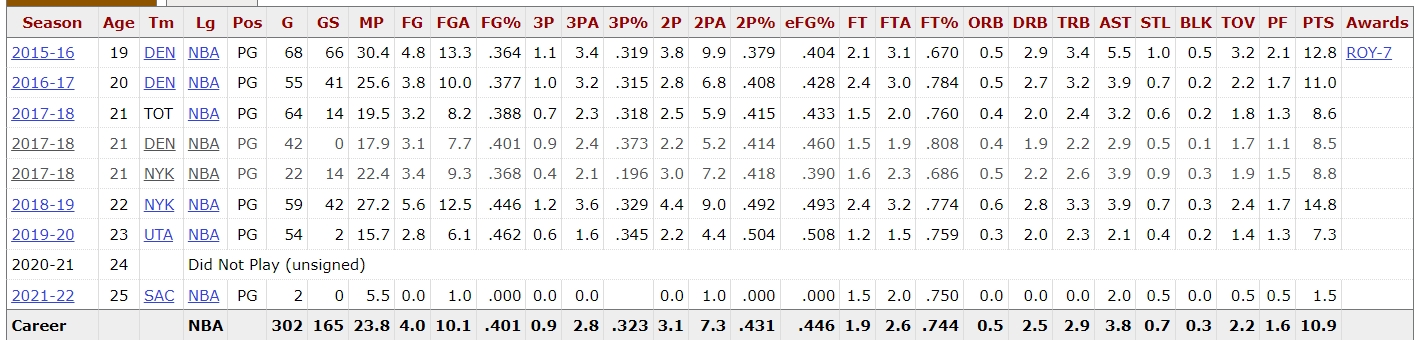 Season Age Tm Lg Pos G GS MP FG FGA FG% 3P 3PA 3P% 2P 2PA 2P% eFG% FT FTA FT% ORB DRB TRB AST STL BLK TOV PF PTS Awards
2015-16 19 DEN NBA PG 68 66 30.4 4.8 13.3 .364 1.1 3.4 .319 3.8 9.9 .379 .404 2.1 3.1 .670 0.5 2.9 3.4 5.5 1.0 0.5 3.2 2.1 12.8 ROY-7
2016-17 20 DEN NBA PG 55 41 25.6 3.8 10.0 .377 1.0 3.2 .315 2.8 6.8 .408 .428 2.4 3.0 .784 0.5 2.7 3.2 3.9 0.7 0.2 2.2 1.7 11.0
2017-18 21 TOT NBA PG 64 14 19.5 3.2 8.2 .388 0.7 2.3 .318 2.5 5.9 .415 .433 1.5 2.0 .760 0.4 2.0 2.4 3.2 0.6 0.2 1.8 1.3 8.6
2017-18 21 DEN NBA PG 42 0 17.9 3.1 7.7 .401 0.9 2.4 .373 2.2 5.2 .414 .460 1.5 1.9 .808 0.4 1.9 2.2 2.9 0.5 0.1 1.7 1.1 8.5
2017-18 21 NYK NBA PG 22 14 22.4 3.4 9.3 .368 0.4 2.1 .196 3.0 7.2 .418 .390 1.6 2.3 .686 0.5 2.2 2.6 3.9 0.9 0.3 1.9 1.5 8.8
2018-19 22 NYK NBA PG 59 42 27.2 5.6 12.5 .446 1.2 3.6 .329 4.4 9.0 .492 .493 2.4 3.2 .774 0.6 2.8 3.3 3.9 0.7 0.3 2.4 1.7 14.8
2019-20 23 UTA NBA PG 54 2 15.7 2.8 6.1 .462 0.6 1.6 .345 2.2 4.4 .504 .508 1.2 1.5 .759 0.3 2.0 2.3 2.1 0.4 0.2 1.4 1.3 7.3
2020-21 24 Did Not Play (unsigned)
2021-22 25 SAC NBA PG 2 0 5.5 0.0 1.0 .000 0.0 0.0 0.0 1.0 .000 .000 1.5 2.0 .750 0.0 0.0 0.0 2.0 0.5 0.0 0.5 0.5 1.5
Career NBA 302 165 23.8 4.0 10.1 .401 0.9 2.8 .323 3.1 7.3 .431 .446 1.9 2.6 .744 0.5 2.5 2.9 3.8 0.7 0.3 2.2 1.6 10.9